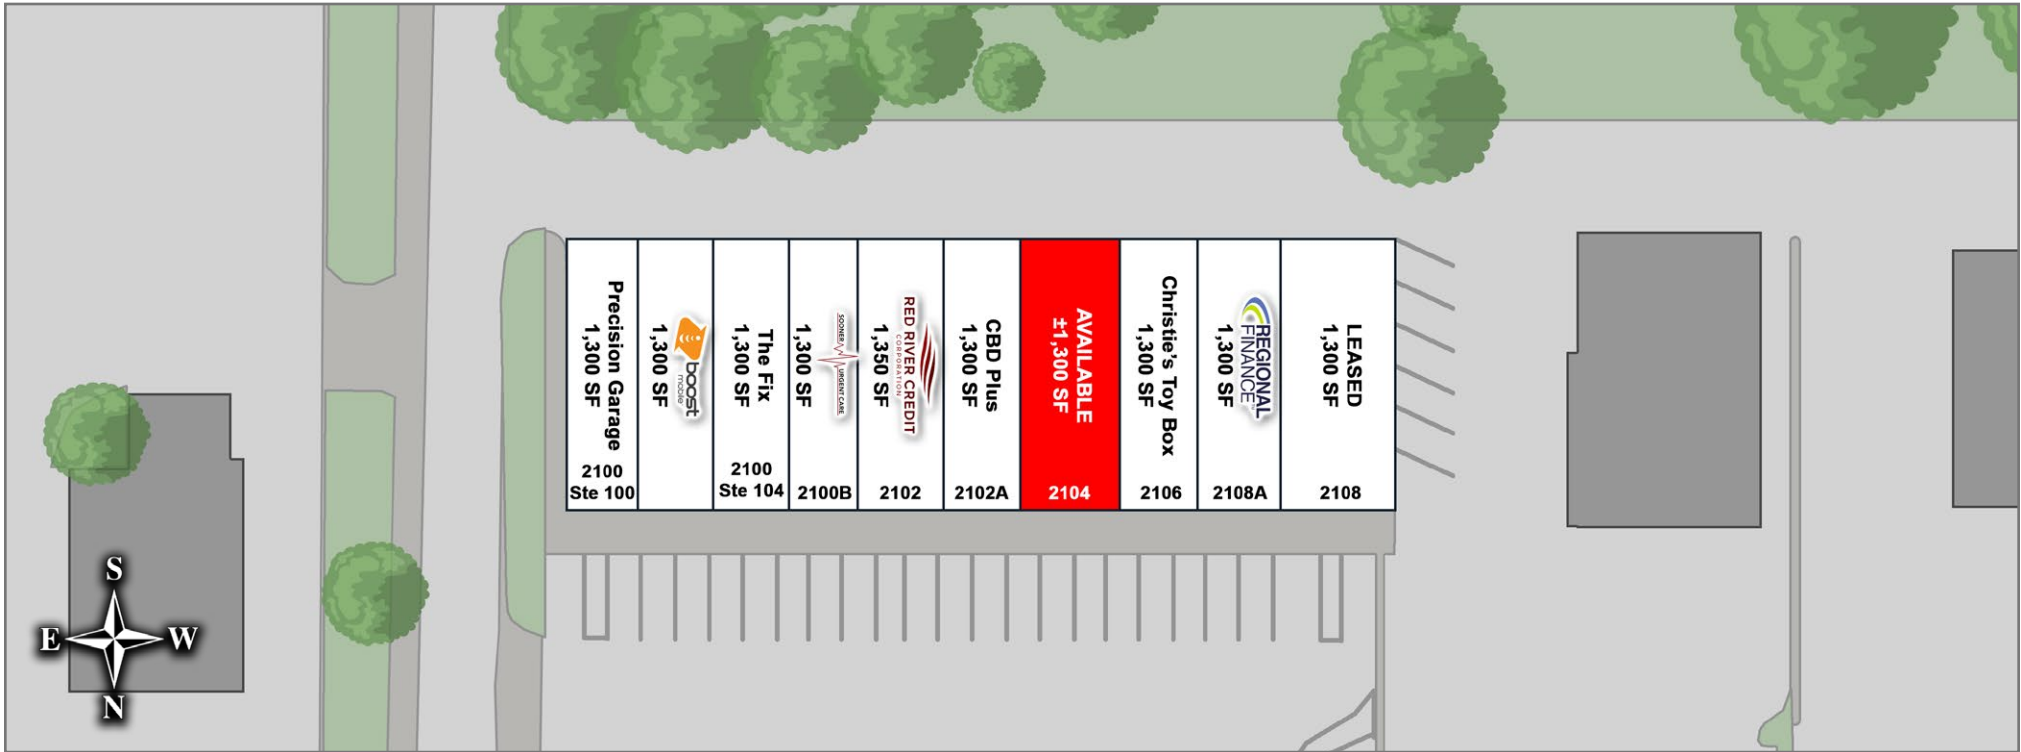 Precision Garage
1,300 SF
2100
Ste 100
boost
mobile
1,300 SF
The Fix
1,300 SF
2100
Ste 104
SOONER URGENT CARE
1,300 SF
2100B
RED RIVER CREDIT
CORPORATION
1,350 SF
2102
CBD Plus
1,300 SF
2102A
AVAILABLE
±1,300 SF
2104
Christie's Toy Box
1,300 SF
2106
REGIONAL
FINANCE
1,300 SF
2108A
LEASED
1,300 SF
2108
S
E W
N